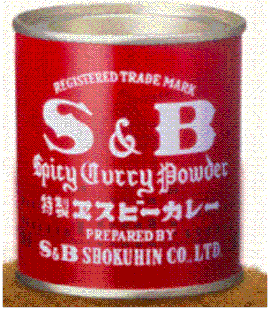 REGISTERED TRADE MARK
S & B
Spicy Curry Powder
特製ヱスビーカレー
PREPARED BY
S&B SHOKUHIN CO., LTD.